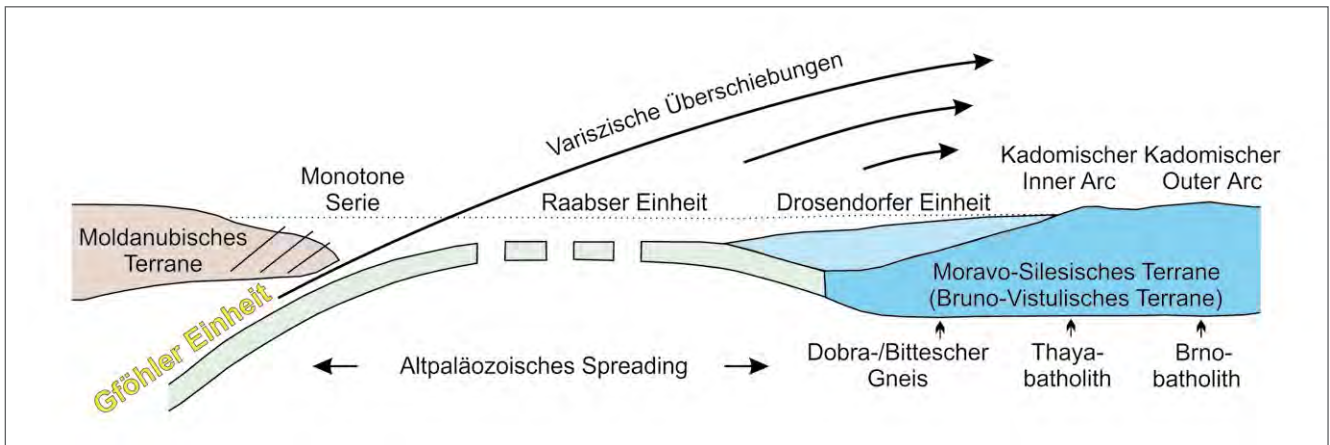 Variszische Überschiebungen
Monotone
Serie
Raabser Einheit
Drosendorfer Einheit
Kadomischer
Inner Arc
Kadomischer
Outer Arc
Moldanubisches
Terrane
Moravo-Silesisches Terrane
(Bruno-Vistulisches Terrane)
Gföhler Einheit
Altpaläozoisches Spreading
Dobra-/Bittescher
Gneis
Thaya-
batholith
Brno-
batholith